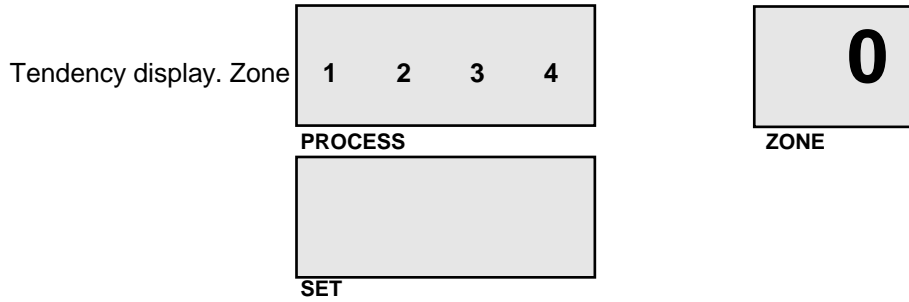 Tendency display. Zone 1 2 3 4
0
PROCESS
ZONE
SET